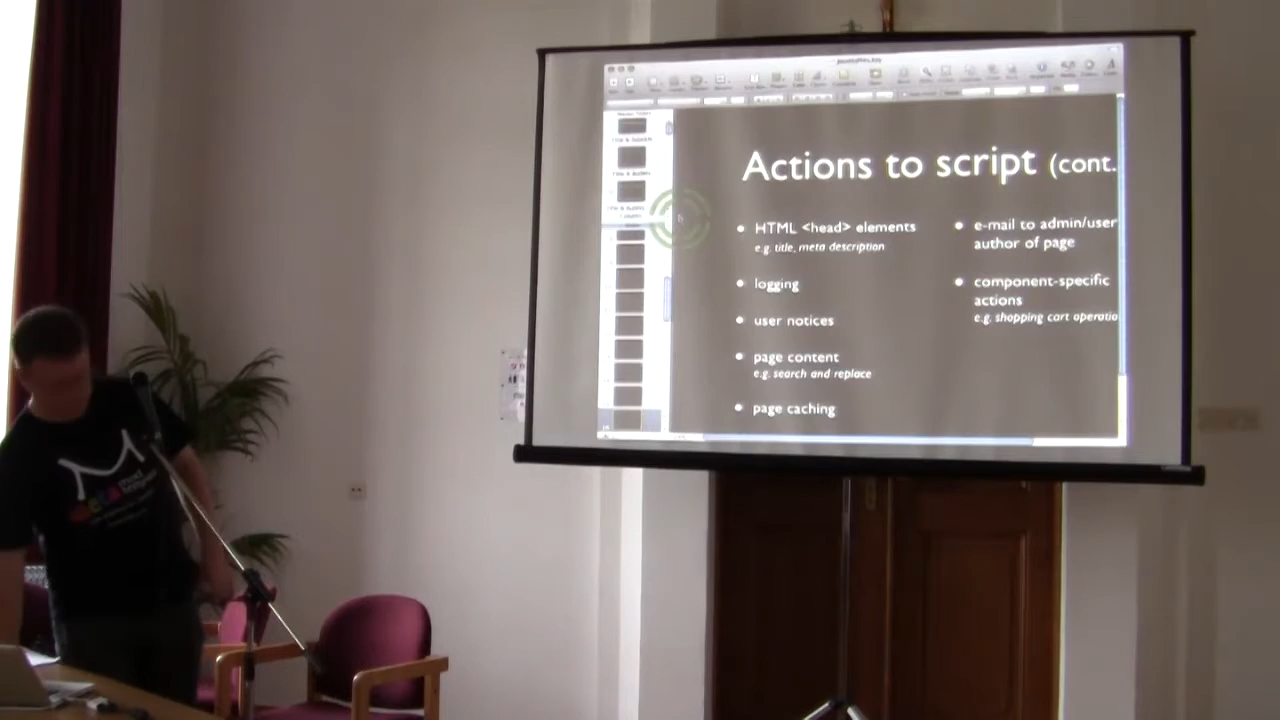 Actions to script (cont.
HTML <head> elements
e.g. title, meta description
logging
user notices
page content
e.g. search and replace
page caching
e-mail to admin/user
author of page
component-specific
actions
e.g. shopping cart operatio